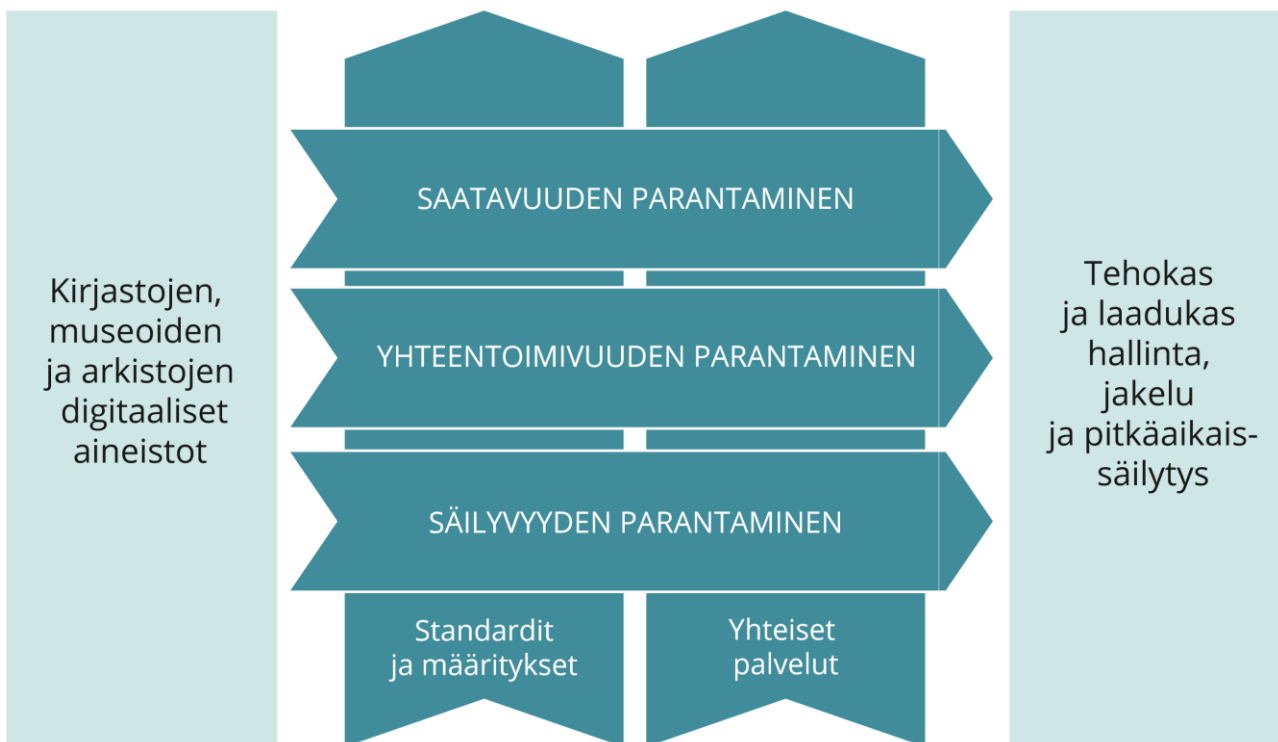 Kirjastojen,
museoiden
ja arkistojen
digitaaliset
aineistot
SAATAVUUDEN PARANTAMINEN
YHTEENTOIMIVUUDEN PARANTAMINEN
SÄILYVYYDEN PARANTAMINEN
Standardit
ja määritykset
Yhteiset
palvelut
Tehokas
ja laadukas
hallinta,
jakelu
ja pitkäaikais-
säilytys